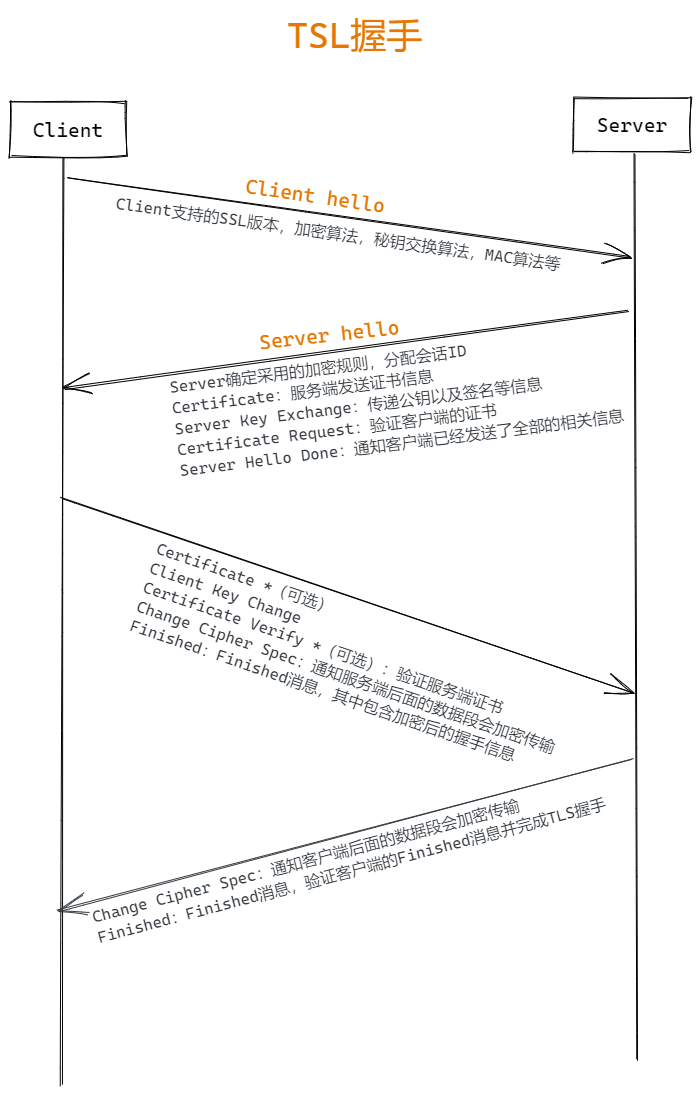 TSL握手
Client
Server
Client hello
Client支持的SSL版本，加密算法，秘钥交换算法，MAC算法等
Server hello
Server确定采用的加密规则，分配会话ID
Certificate：服务端发送证书信息
Server Key Exchange：传递公钥以及签名等信息
Certificate Request：验证客户端的证书
Server Hello Done：通知客户端已经发送了全部的相关信息
Certificate *（可选）
Client Key Change
Certificate Verify *（可选）：验证服务端证书
Change Cipher Spec：通知服务端后面的数据段会加密传输
Finished：Finished消息，其中包含加密后的握手信息
Change Cipher Spec：通知客户端后面的数据段会加密传输
Finished：Finished消息，验证客户端的Finished消息并完成TLS握手